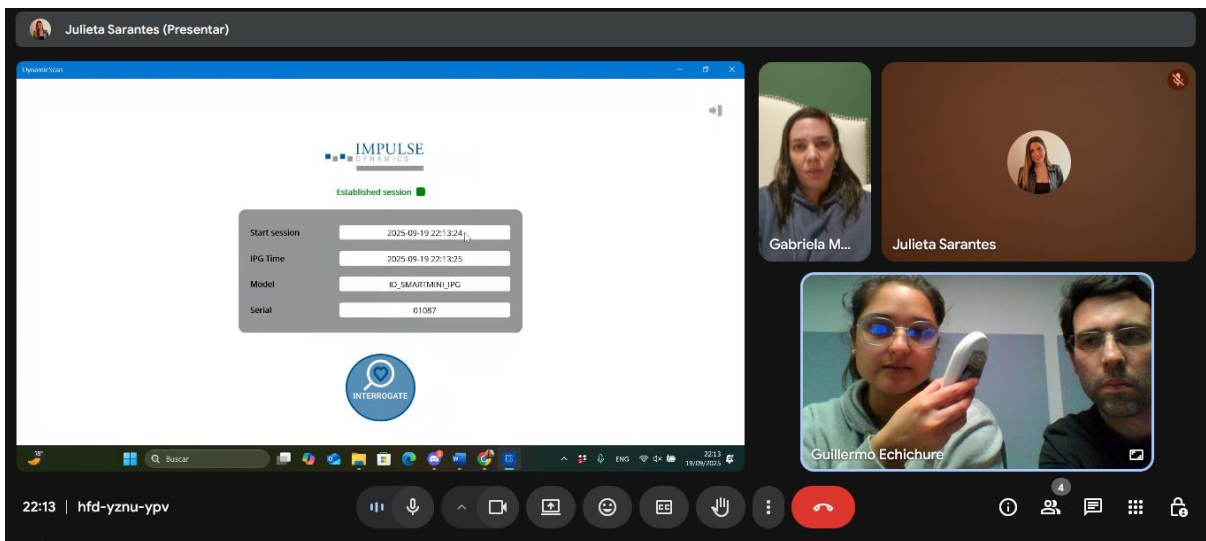 Julieta Sarantes (Presentar)
DynamicScan
IMPULSE
DYNAMICS
Established session
Start session 2025-09-19 22:13:24
IPG Time 2025-09-19 22:13:25
Model ID_SMARTMINI_IPG
Serial 01087
INTERROGATE
18°
Buscar
ENG
22:13
19/09/2025
Gabriela M...
Julieta Sarantes
Guillermo Echichure
22:13 | hfd-yznu-ypv
CC
4